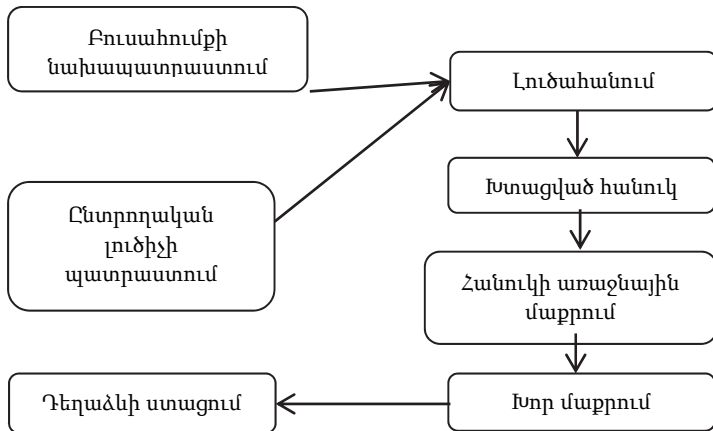 Բուսահումքի
նախապատրաստում
Լուծահանում
Խտացված հանուկ
Ընտրողական
լուծիչի
պատրաստում
Հանուկի առաջնային
մաքրում
Խոր մաքրում
Դեղաձևի ստացում